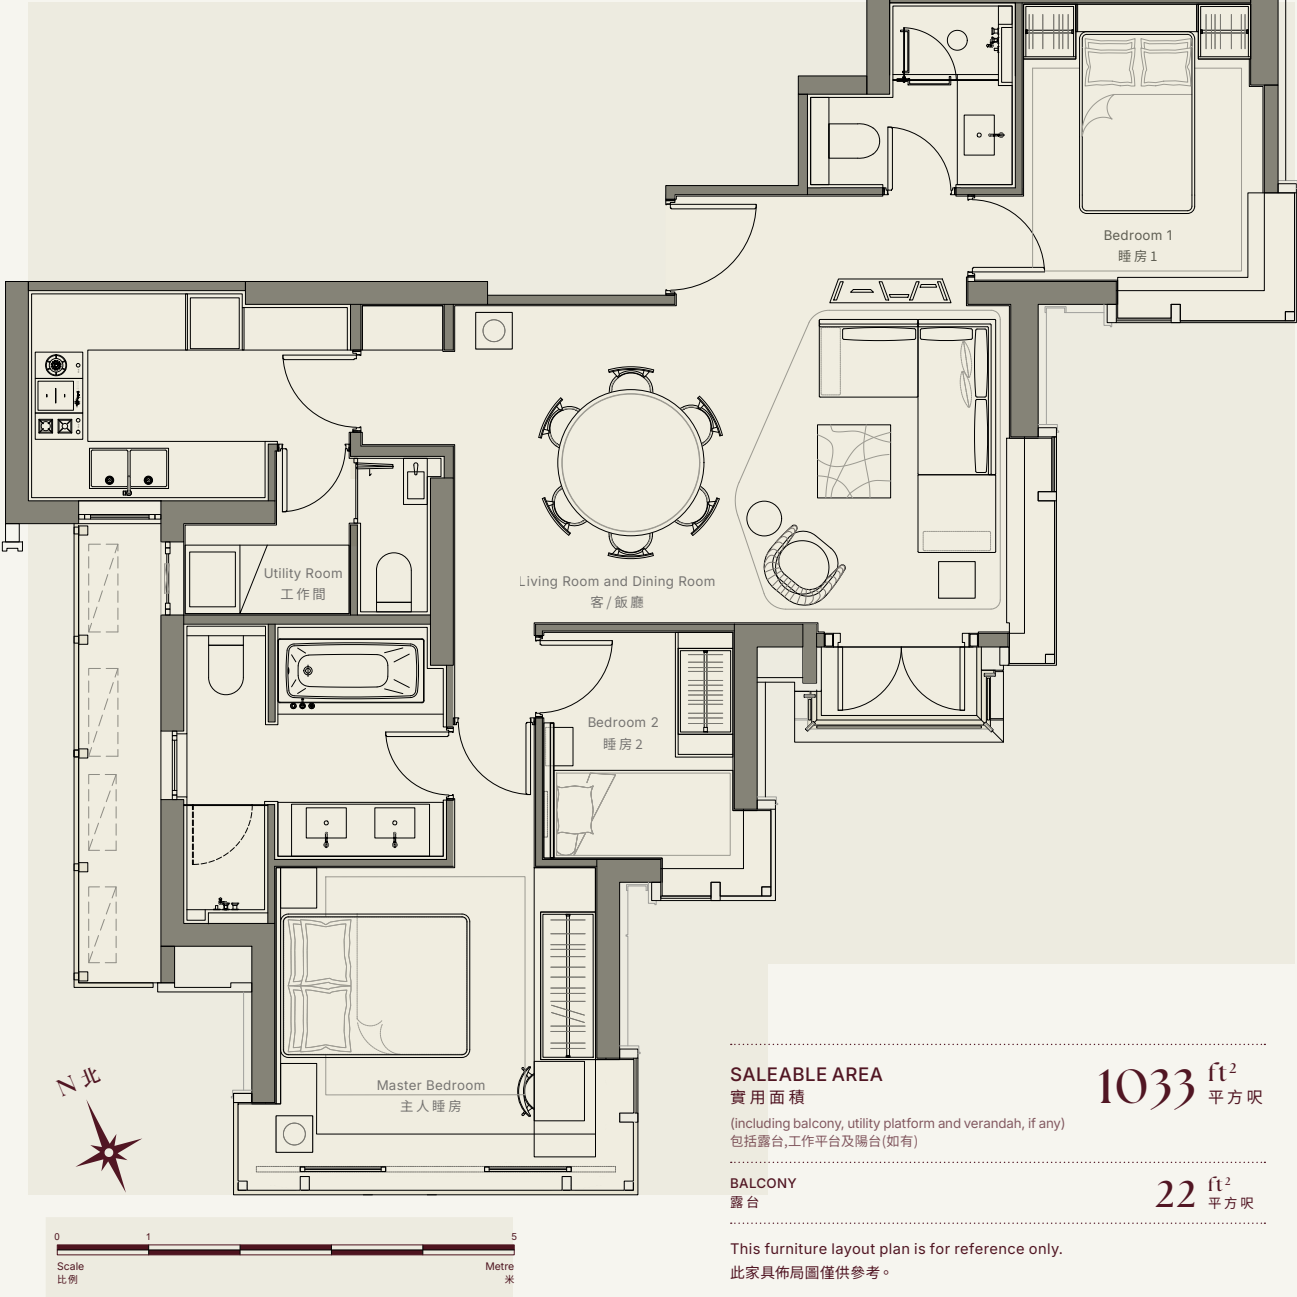 Bedroom 1
睡房1
Utility Room
工作間
Living Room and Dining Room
客/飯廳
Bedroom 2
睡房2
Master Bedroom
主人睡房
N 北
SALEABLE AREA
實用面積
1033 ft²
平方呎
(including balcony, utility platform and verandah, if any)
包括露台,工作平台及陽台(如有)
BALCONY
露台
22 ft²
平方呎
0 1 5
Scale Metre
比例 米
This furniture layout plan is for reference only.
此家具佈局圖僅供參考。